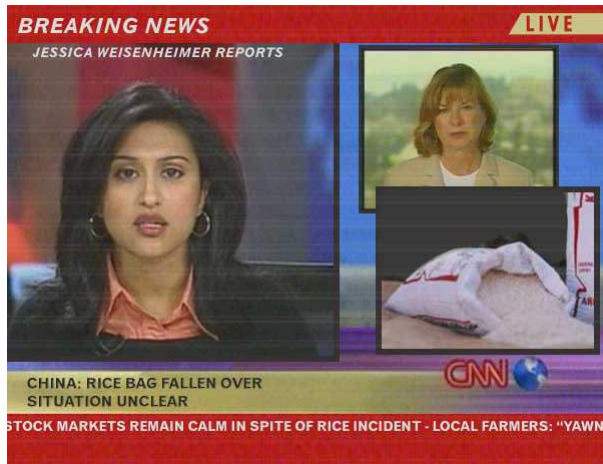 BREAKING NEWS
LIVE
JESSICA WEISENHEIMER REPORTS
CNN
CHINA: RICE BAG FALLEN OVER
SITUATION UNCLEAR
STOCK MARKETS REMAIN CALM IN SPITE OF RICE INCIDENT - LOCAL FARMERS: "YAWN